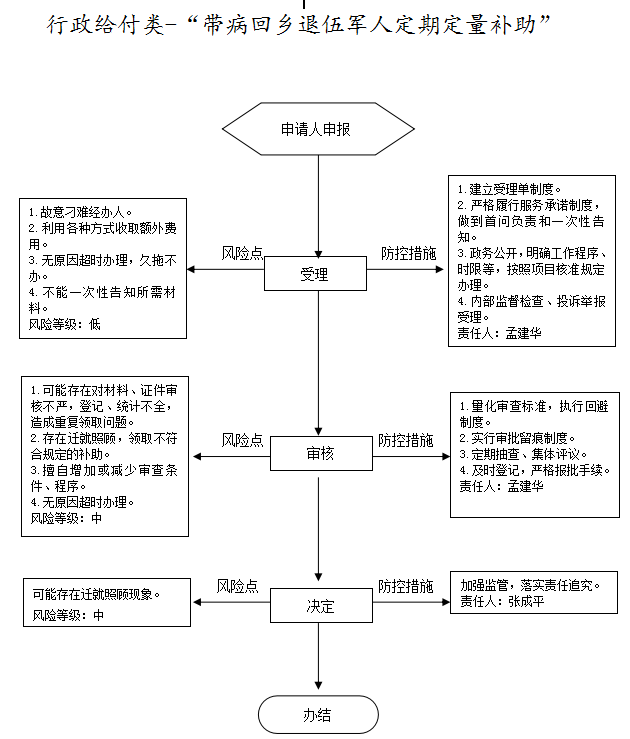 行政给付类-“带病回乡退伍军人定期定量补助”
申请人申报
1.故意刁难经办人。
2.利用各种方式收取额外费
用。
3.无原因超时办理，久拖不
办。
4.不能一次性告知所需材
料。
风险等级：低
风险点
受理
防控措施
1.建立受理单制度。
2.严格履行服务承诺制度，
做到首问负责和一次性告
知。
3.政务公开，明确工作程序、
时限等，按照项目核准规定
办理。
4.内部监督检查、投诉举报
受理。
责任人：孟建华
1.可能存在对材料、证件审
核不严，登记、统计不全，
造成重复领取问题。
2.存在迁就照顾，领取不符
合规定的补助。
3.擅自增加或减少审查条
件、程序。
4.无原因超时办理。
风险等级：中
风险点
审核
防控措施
1.量化审查标准，执行回避
制度。
2.实行审批留痕制度。
3.定期抽查、集体评议。
4.及时登记，严格报批手续。
责任人：孟建华
可能存在迁就照顾现象。
风险等级：中
风险点
决定
防控措施
加强监管，落实责任追究。
责任人：张成平
办结